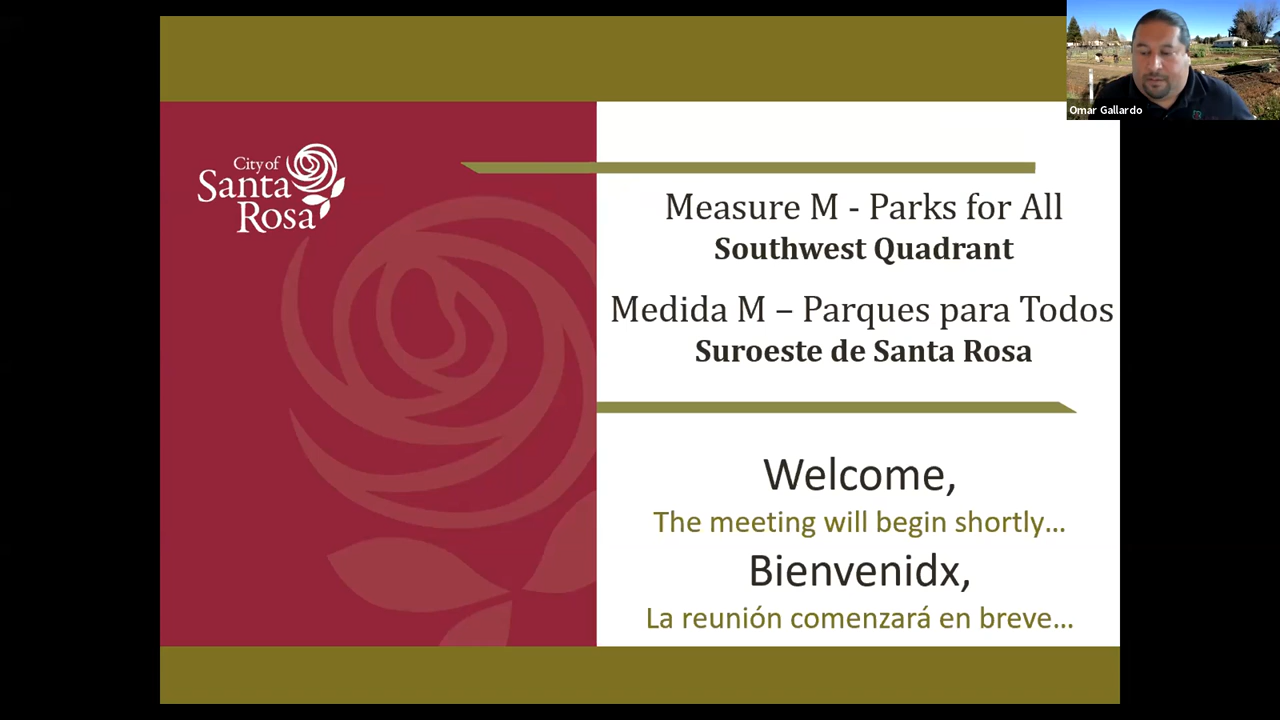 City of
Santa
Rosa
Omar Gallardo
Measure M - Parks for All
Southwest Quadrant
Medida M – Parques para Todos
Suroeste de Santa Rosa
Welcome,
The meeting will begin shortly...
Bienvenidx,
La reunión comenzará en breve...